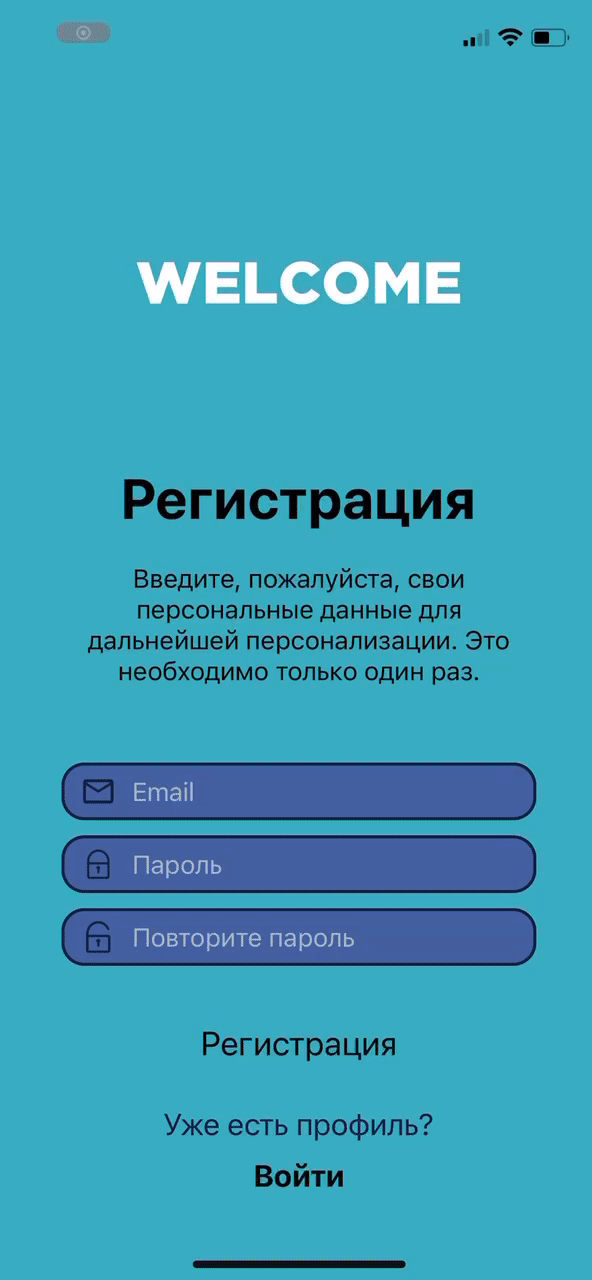 WELCOME
Регистрация
Введите, пожалуйста, свои
персональные данные для
дальнейшей персонализации. Это
необходимо только один раз.
Email
Пароль
Повторите пароль
Регистрация
Уже есть профиль?
Войти